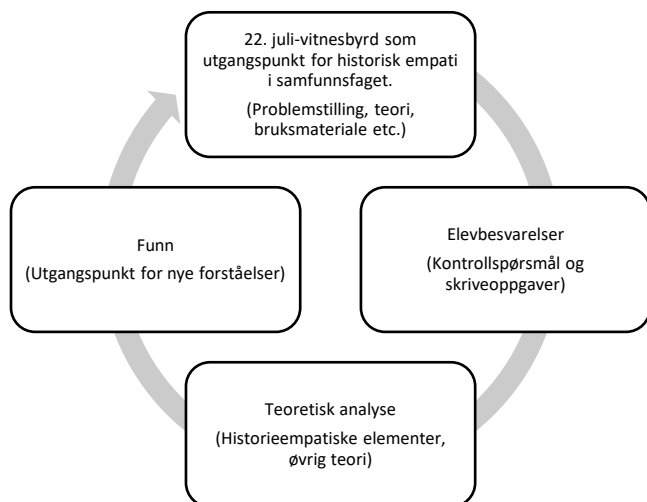 22. juli-vitnesbyrd som
utgangspunkt for historisk empati
i samfunnsfaget.
(Problemstilling, teori,
bruksmateriale etc.)
Elevbesvarelser
(Kontrollspørsmål og
skriveoppgaver)
Teoretisk analyse
(Historieempatiske elementer,
øvrig teori)
Funn
(Utgangspunkt for nye forståelser)